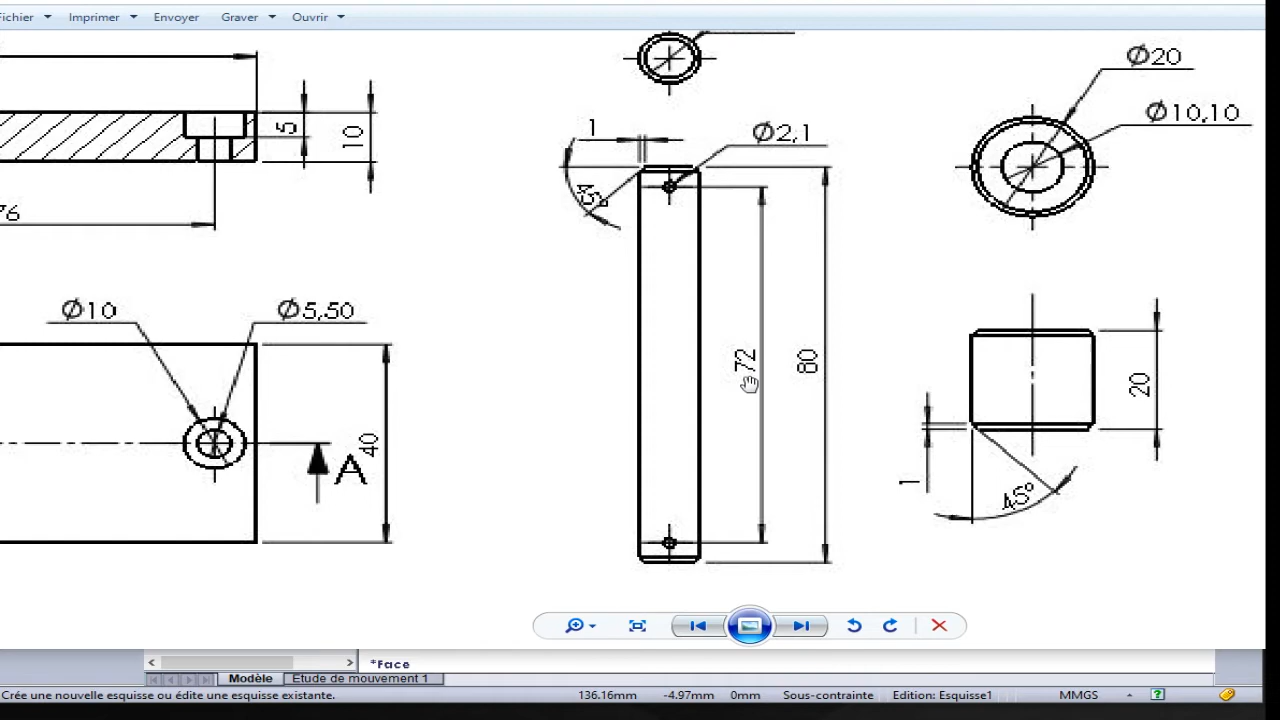 Fichier Imprimer Envoyer Graver Ouvrir
Ø20
Ø10,10
5
10
1
Ø2,1
45°
76
Ø10
Ø5,50
72
80
20
40
A
1
45°
*Face
Modèle Etude de mouvement 1
Crée une nouvelle esquisse ou édite une esquisse existante. 136.16mm -4.97mm 0mm Sous-contrainte Edition: Esquisse1 MMGS